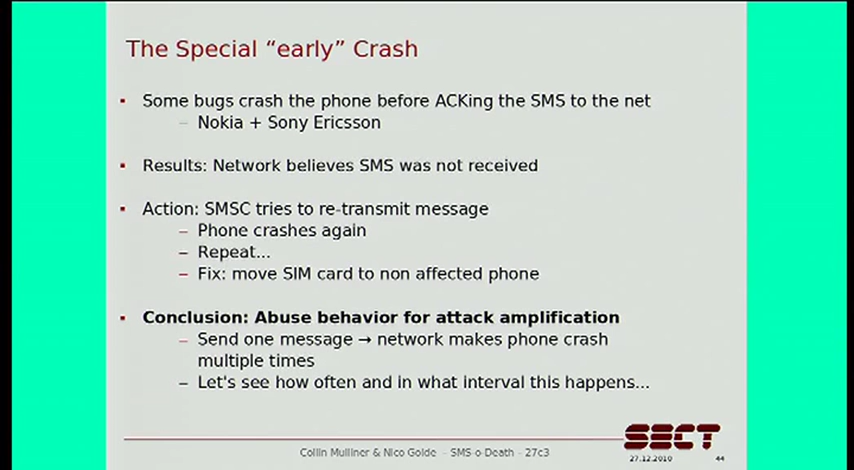 The Special “early” Crash
▪ Some bugs crash the phone before ACKing the SMS to the net
– Nokia + Sony Ericsson
▪ Results: Network believes SMS was not received
▪ Action: SMSC tries to re-transmit message
– Phone crashes again
– Repeat...
– Fix: move SIM card to non affected phone
▪ Conclusion: Abuse behavior for attack amplification
– Send one message → network makes phone crash
multiple times
– Let's see how often and in what interval this happens...
SECT
Collin Mulliner & Nico Golde - SMS-o-Death - 27c3
27.12.2010 44